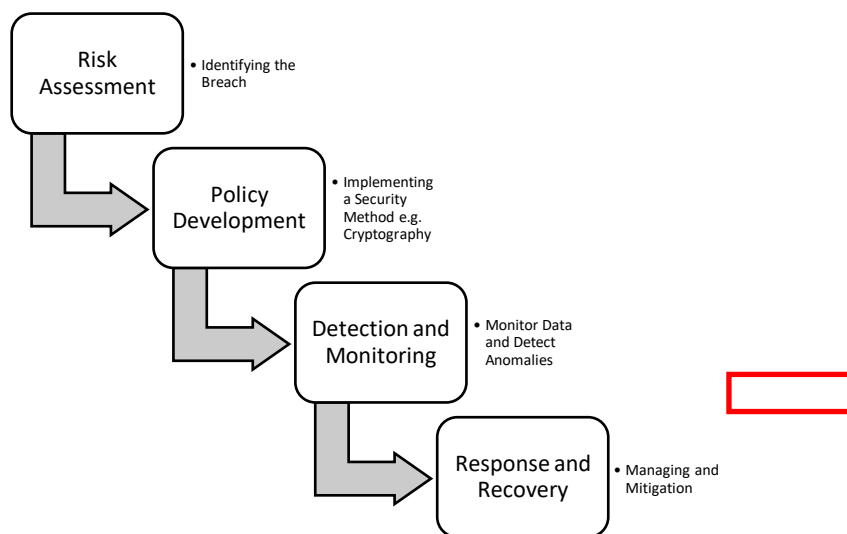 Risk
Assessment
• Identifying the
Breach
Policy
Development
• Implementing
a Security
Method e.g.
Cryptography
Detection and
Monitoring
• Monitor Data
and Detect
Anomalies
Response and
Recovery
• Managing and
Mitigation